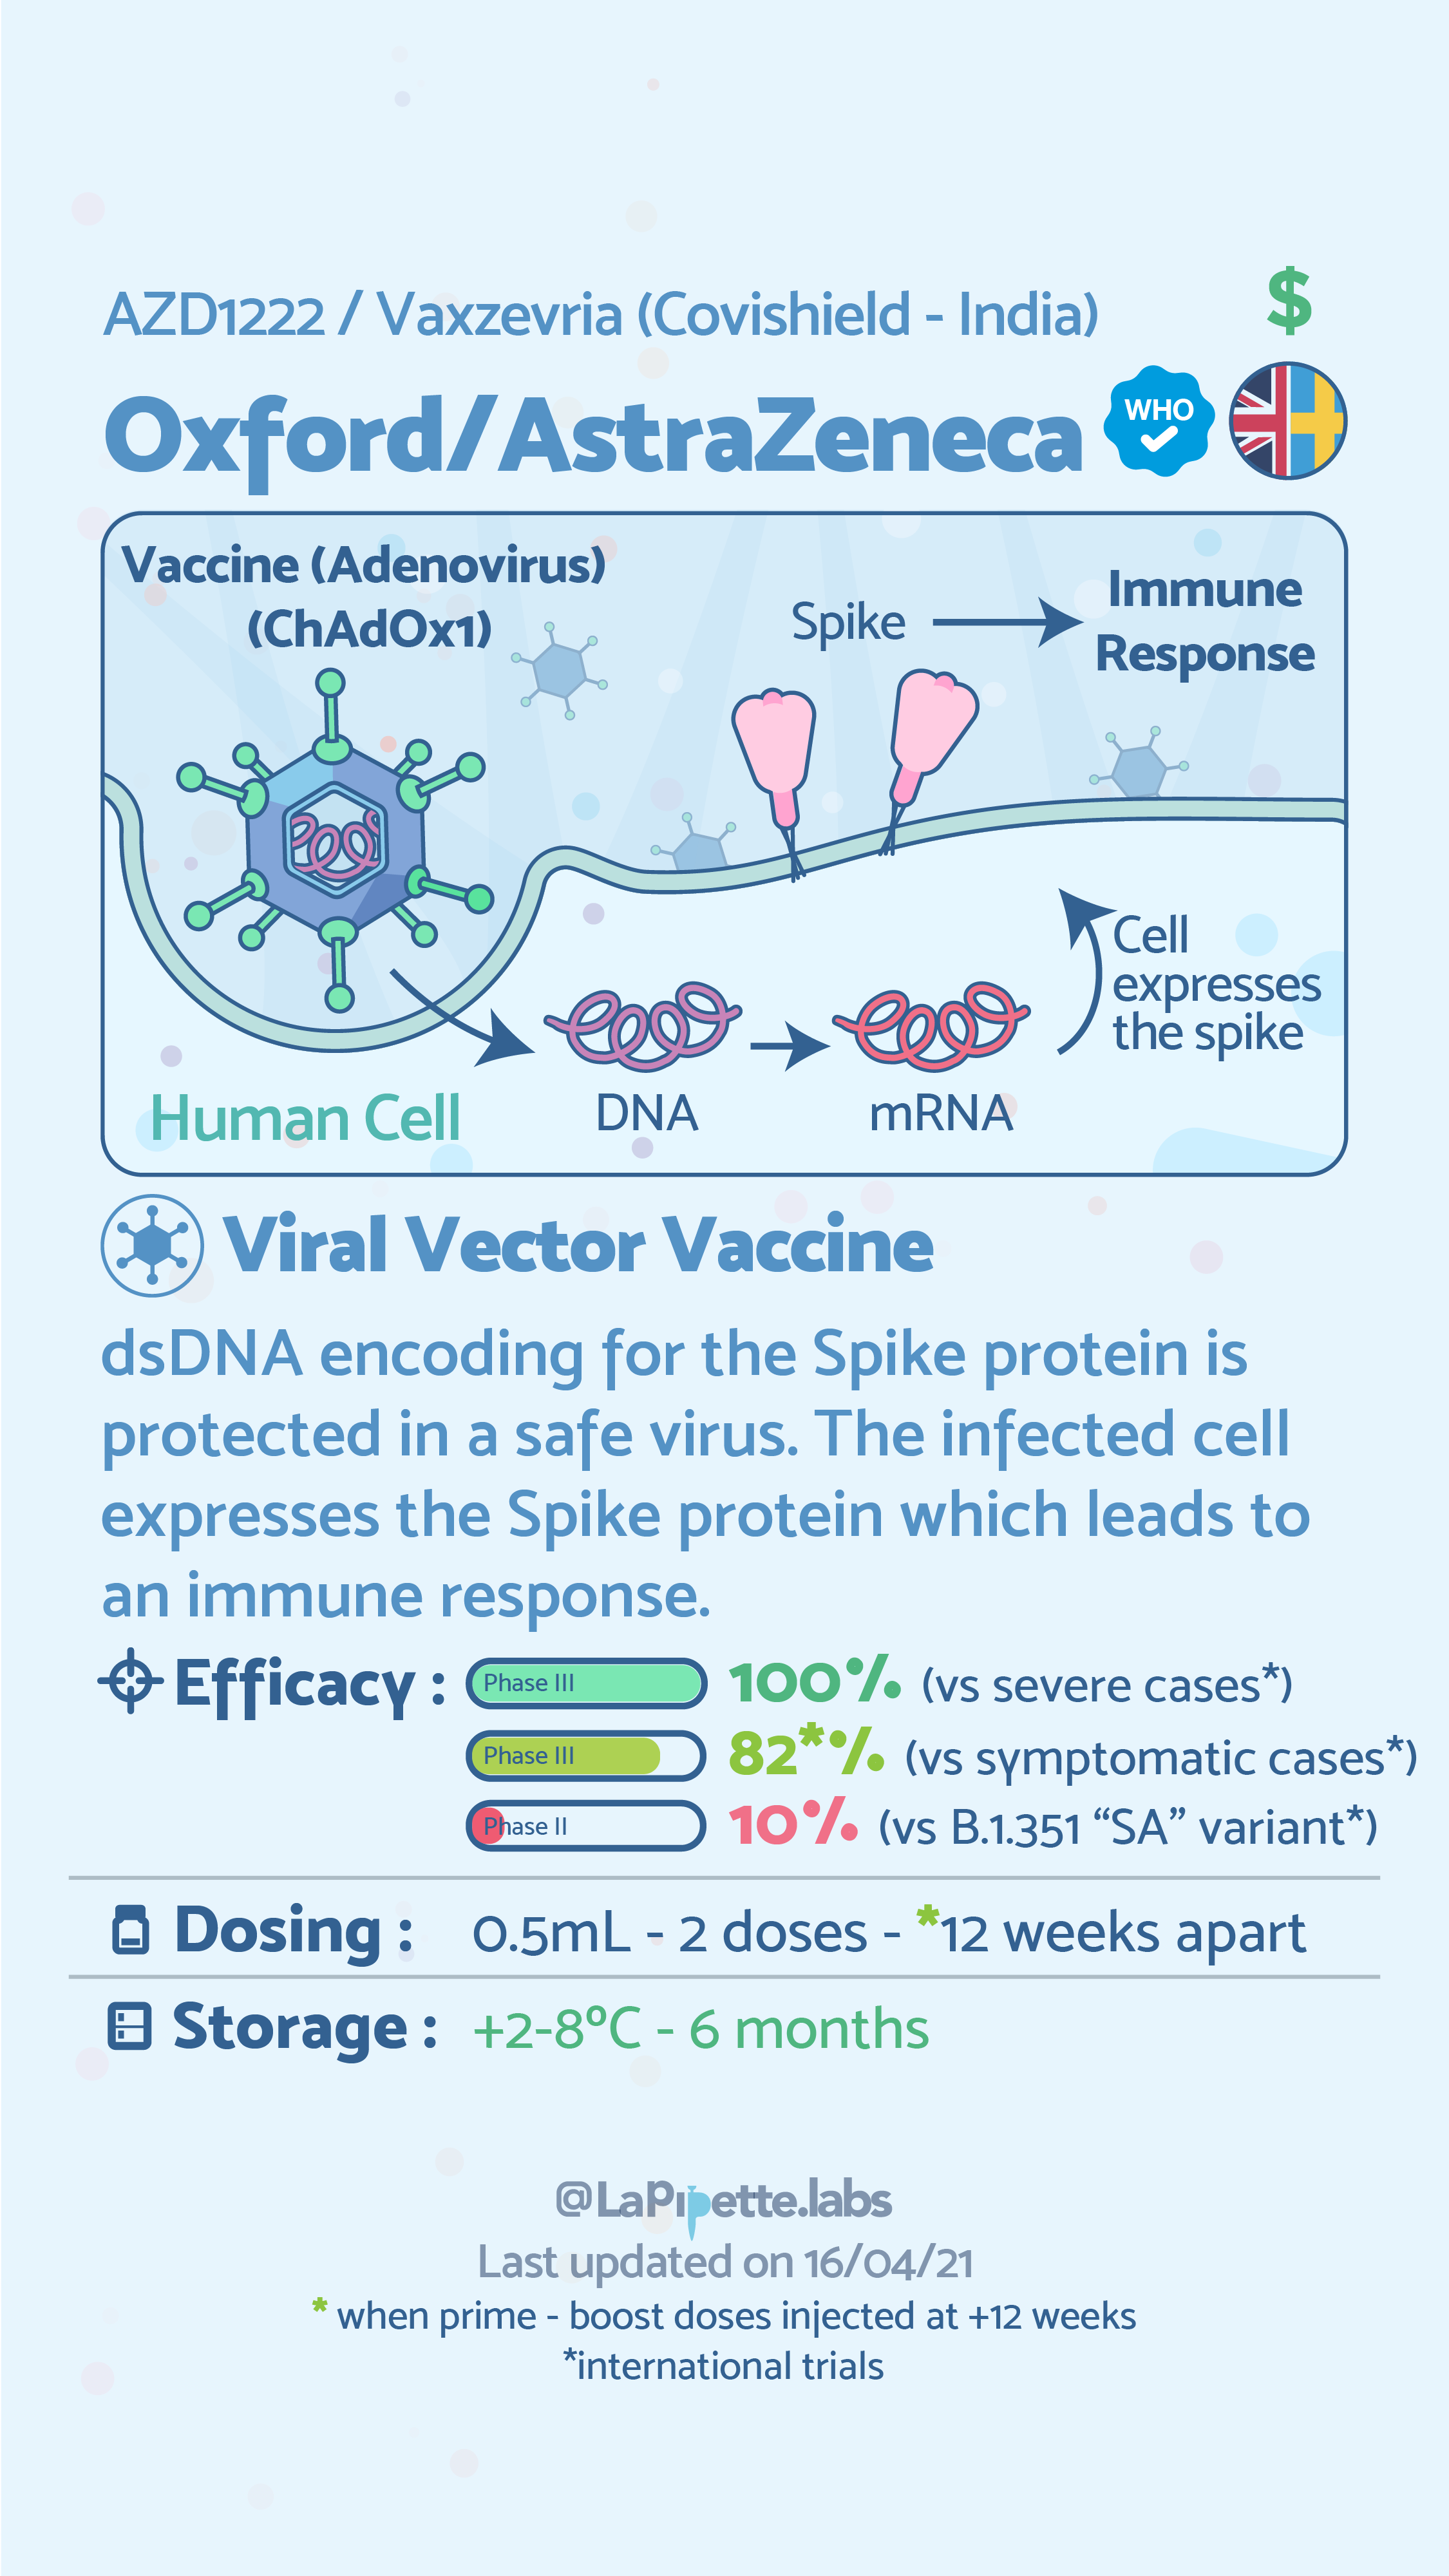 AZD1222 / Vaxzevria (Covishield - India)
$
Oxford/AstraZeneca
WHO
Vaccine (Adenovirus)
(ChAdOx1)
Spike
Immune
Response
Cell
expresses
the spike
Human Cell
DNA
mRNA
Viral Vector Vaccine
dsDNA encoding for the Spike protein is
protected in a safe virus. The infected cell
expresses the Spike protein which leads to
an immune response.
Efficacy : Phase III 100% (vs severe cases*)
Phase III 82*% (vs symptomatic cases*)
Phase II 10% (vs B.1.351 “SA” variant*)
Dosing : 0.5mL - 2 doses - *12 weeks apart
Storage : +2-8ºC - 6 months
@LaPipette.labs
Last updated on 16/04/21
* when prime - boost doses injected at +12 weeks
*international trials